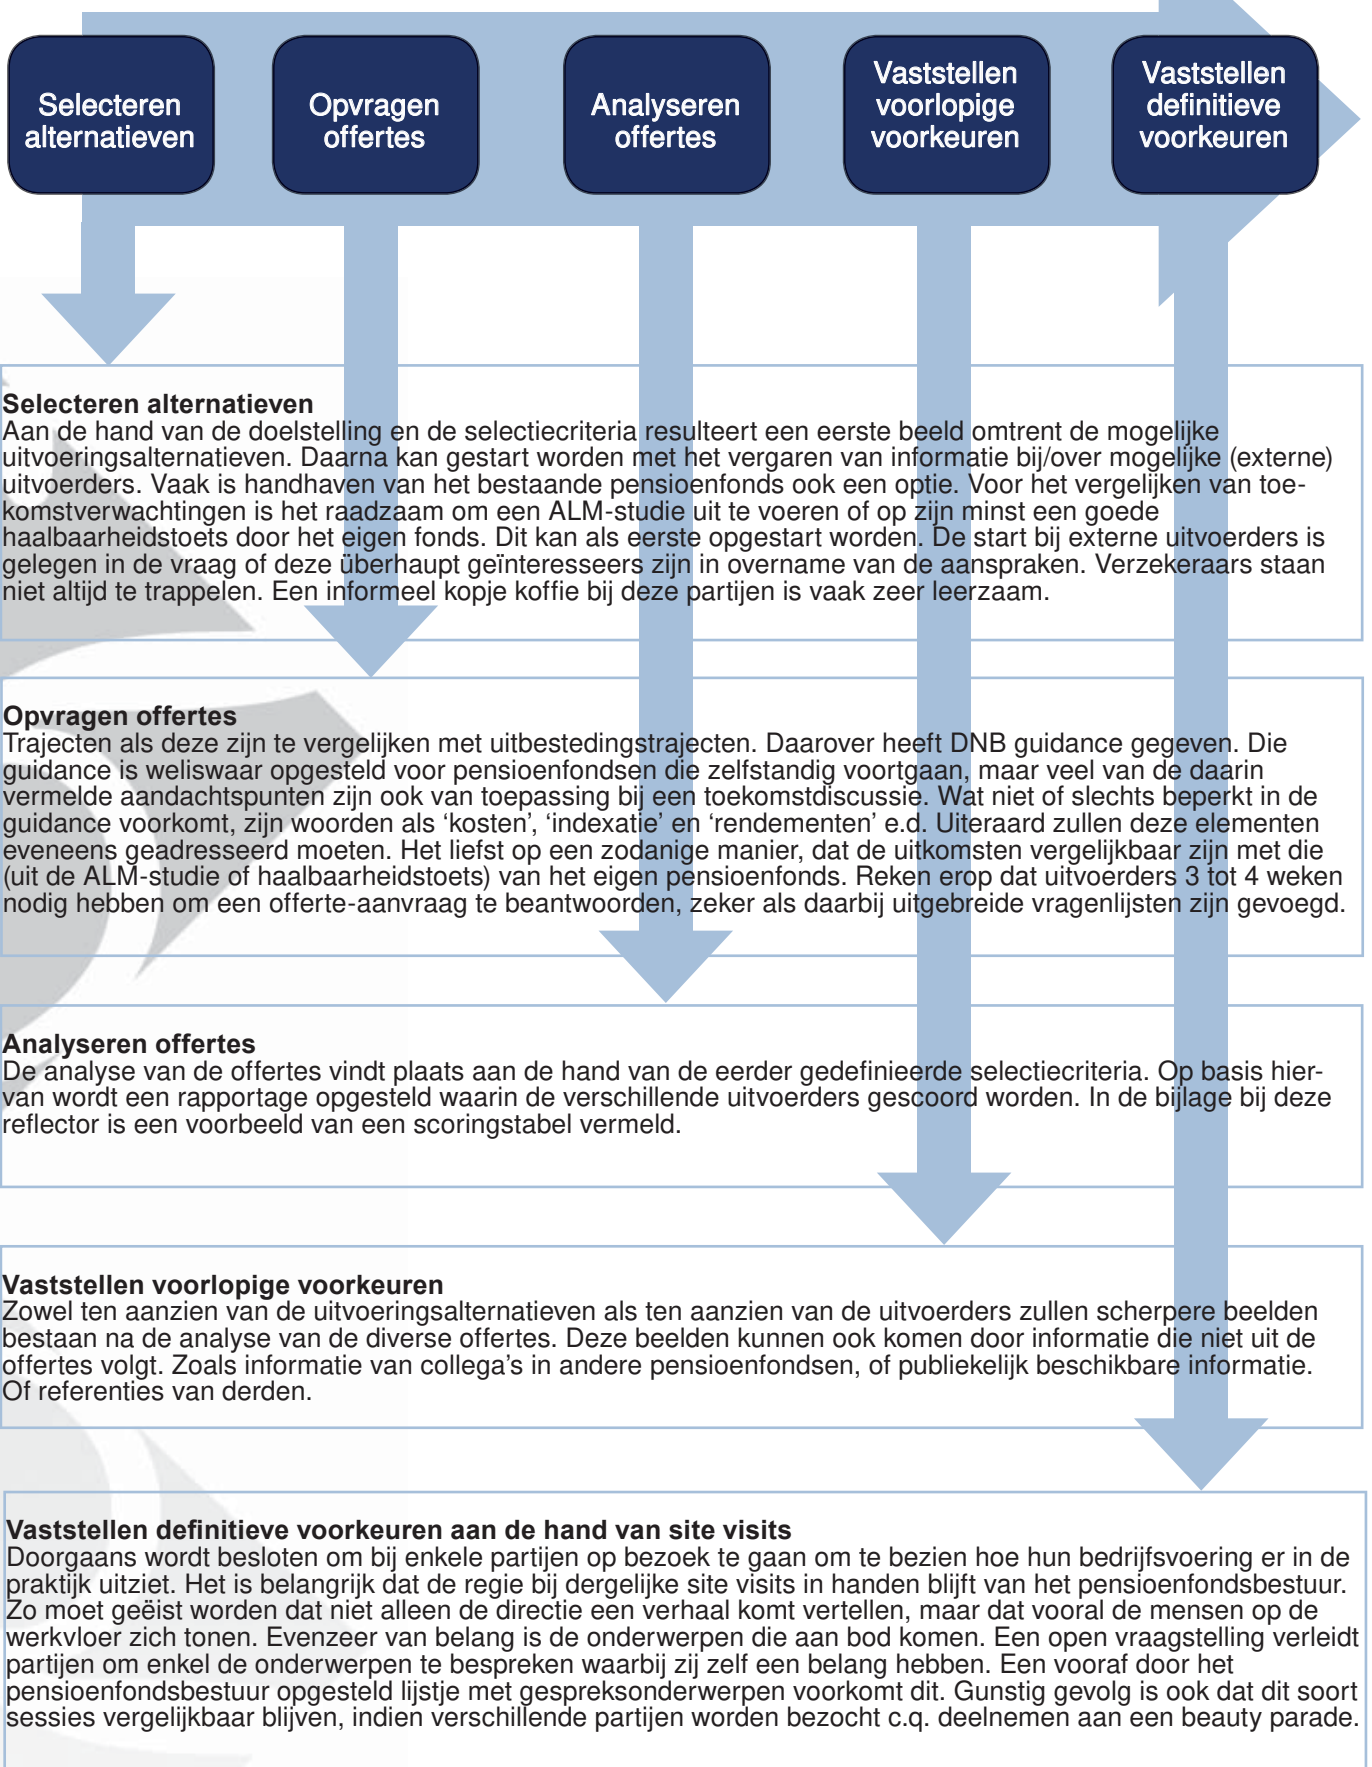 Selecteren
alternatieven
Opvragen
offertes
Analyseren
offertes
Vaststellen
voorlopige
voorkeuren
Vaststellen
definitieve
voorkeuren
Selecteren alternatieven
Aan de hand van de doelstelling en de selectiecriteria resulteert een eerste beeld omtrent de mogelijke
uitvoeringsalternatieven. Daarna kan gestart worden met het vergaren van informatie bij/over mogelijke (externe)
uitvoerders. Vaak is handhaven van het bestaande pensioenfonds ook een optie. Voor het vergelijken van toe-
komstverwachtingen is het raadzaam om een ALM-studie uit te voeren of op zijn minst een goede
haalbaarheidstoets door het eigen fonds. Dit kan als eerste opgestart worden. De start bij externe uitvoerders is
gelegen in de vraag of deze überhaupt geïnteresseers zijn in overname van de aanspraken. Verzekeraars staan
niet altijd te trappelen. Een informeel kopje koffie bij deze partijen is vaak zeer leerzaam.
Opvragen offertes
Trajecten als deze zijn te vergelijken met uitbestedingstrajecten. Daarover heeft DNB guidance gegeven. Die
guidance is weliswaar opgesteld voor pensioenfondsen die zelfstandig voortgaan, maar veel van de daarin
vermelde aandachtspunten zijn ook van toepassing bij een toekomstdiscussie. Wat niet of slechts beperkt in de
guidance voorkomt, zijn woorden als ‘kosten’, ‘indexatie’ en ‘rendementen’ e.d. Uiteraard zullen deze elementen
eveneens geadresseerd moeten. Het liefst op een zodanige manier, dat de uitkomsten vergelijkbaar zijn met die
(uit de ALM-studie of haalbaarheidstoets) van het eigen pensioenfonds. Reken erop dat uitvoerders 3 tot 4 weken
nodig hebben om een offerte-aanvraag te beantwoorden, zeker als daarbij uitgebreide vragenlijsten zijn gevoegd.
Analyseren offertes
De analyse van de offertes vindt plaats aan de hand van de eerder gedefinieerde selectiecriteria. Op basis hier-
van wordt een rapportage opgesteld waarin de verschillende uitvoerders gescoord worden. In de bijlage bij deze
reflector is een voorbeeld van een scoringstabel vermeld.
Vaststellen voorlopige voorkeuren
Zowel ten aanzien van de uitvoeringsalternatieven als ten aanzien van de uitvoerders zullen scherpere beelden
bestaan na de analyse van de diverse offertes. Deze beelden kunnen ook komen door informatie die niet uit de
offertes volgt. Zoals informatie van collega’s in andere pensioenfondsen, of publiekelijk beschikbare informatie.
Of referenties van derden.
Vaststellen definitieve voorkeuren aan de hand van site visits
Doorgaans wordt besloten om bij enkele partijen op bezoek te gaan om te bezien hoe hun bedrijfsvoering er in de
praktijk uitziet. Het is belangrijk dat de regie bij dergelijke site visits in handen blijft van het pensioenfondsbestuur.
Zo moet geëist worden dat niet alleen de directie een verhaal komt vertellen, maar dat vooral de mensen op de
werkvloer zich tonen. Evenzeer van belang is de onderwerpen die aan bod komen. Een open vraagstelling verleidt
partijen om enkel de onderwerpen te bespreken waarbij zij zelf een belang hebben. Een vooraf door het
pensioenfondsbestuur opgesteld lijstje met gespreksonderwerpen voorkomt dit. Gunstig gevolg is ook dat dit soort
sessies vergelijkbaar blijven, indien verschillende partijen worden bezocht c.q. deelnemen aan een beauty parade.